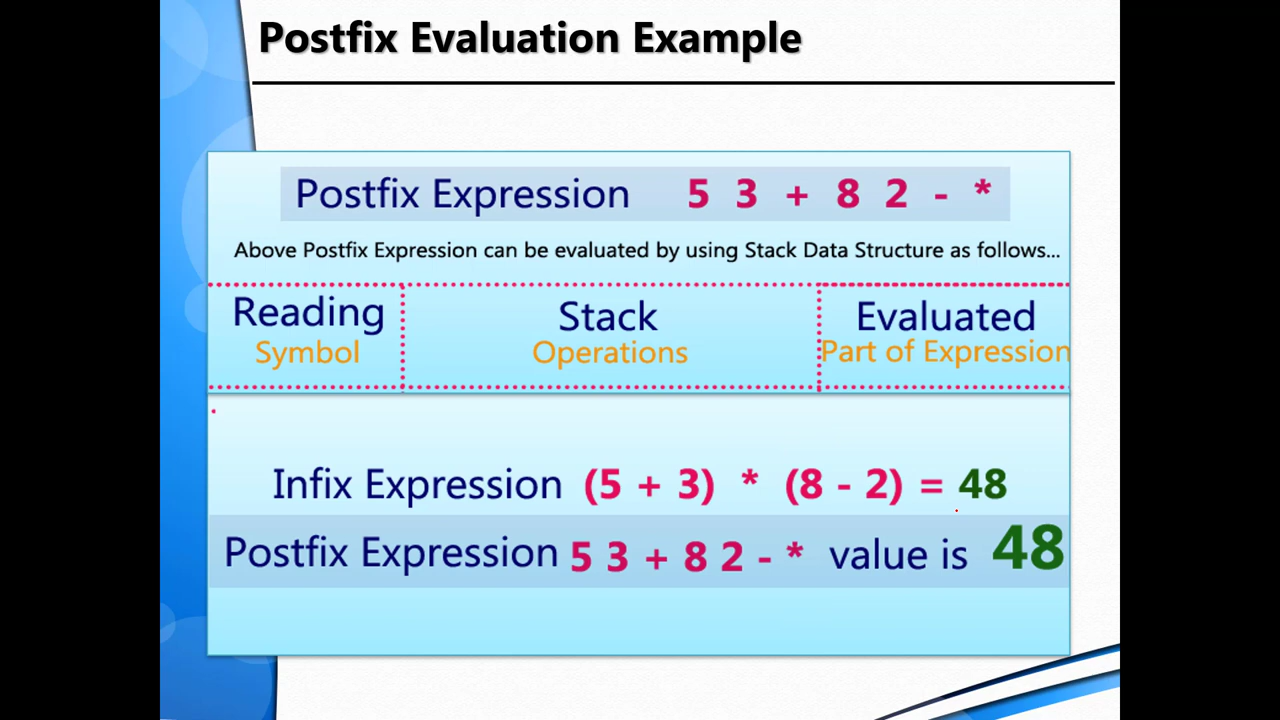 Postfix Evaluation Example
Postfix Expression 5 3 + 8 2 - *
Above Postfix Expression can be evaluated by using Stack Data Structure as follows...
Reading Stack Evaluated
Symbol Operations Part of Expression
Infix Expression (5 + 3) * (8 - 2) = 48
Postfix Expression 5 3 + 8 2 - * value is 48